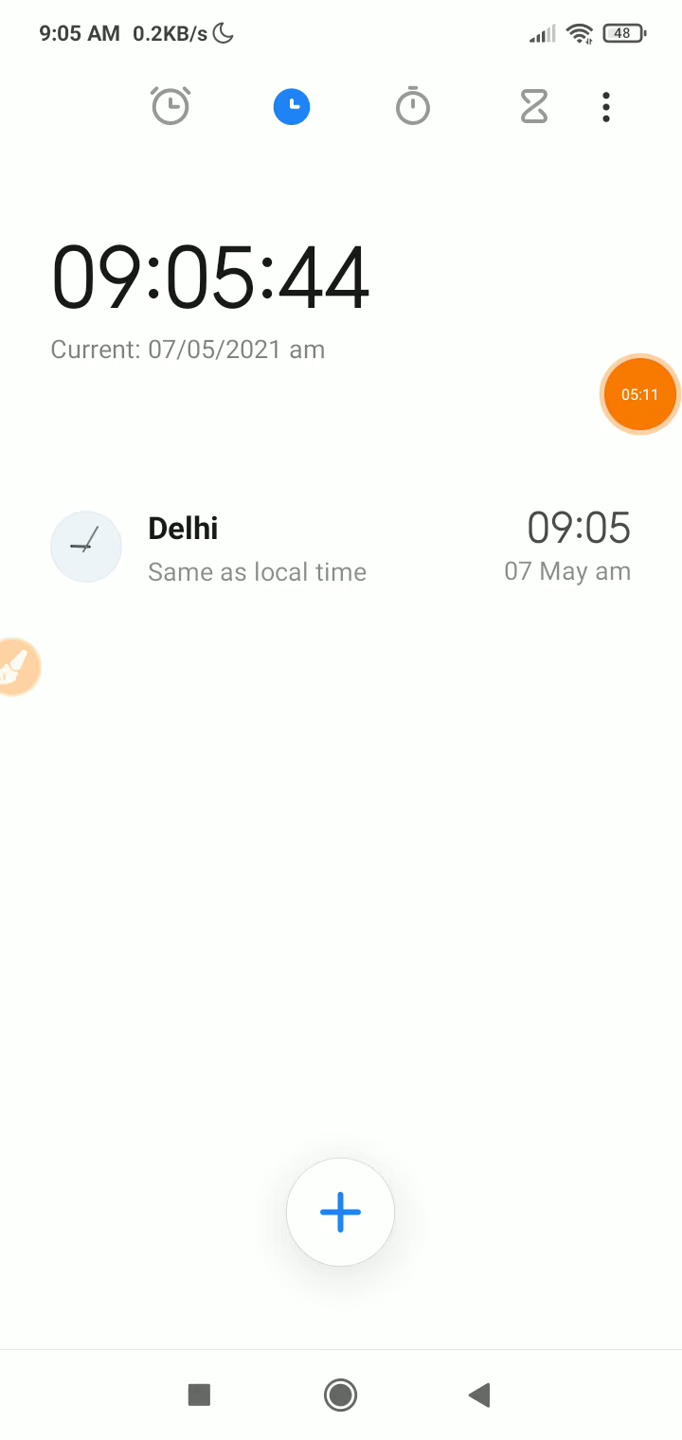 9:05 AM 0.2KB/s 48
09:05:44
Current: 07/05/2021 am
05:11
Delhi 09:05
Same as local time 07 May am